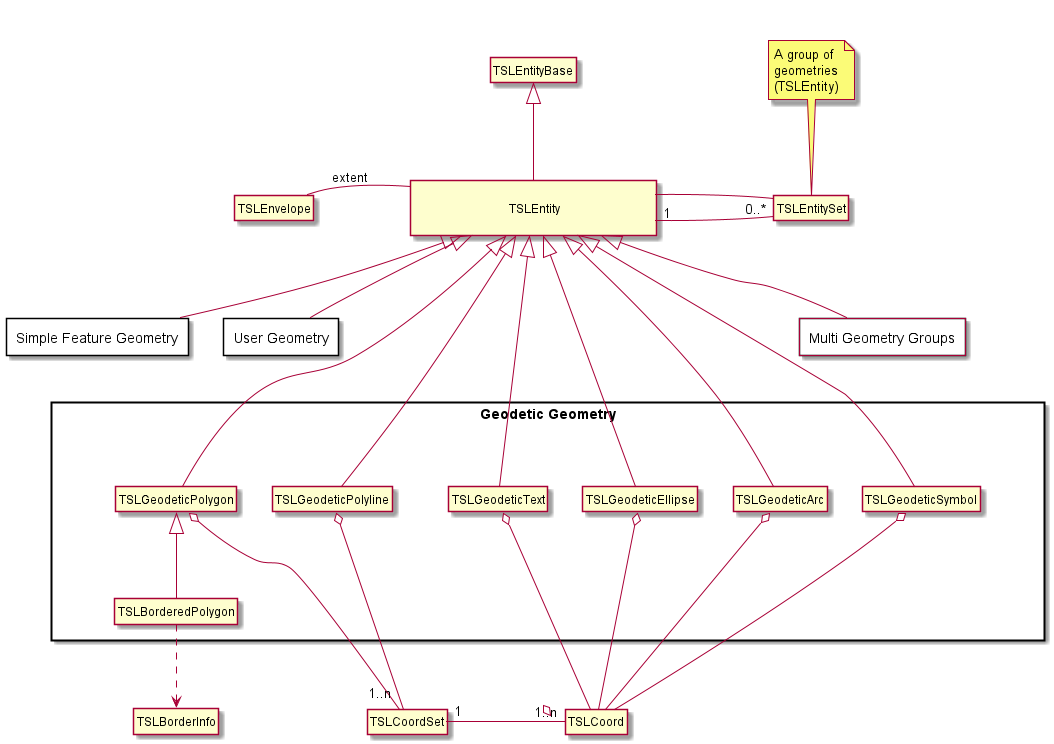 A group of
geometries
(TSLEntity)
TSLEntityBase
extent
TSLEnvelope
TSLEntity
1
0..*
TSLEntitySet
Simple Feature Geometry
User Geometry
Multi Geometry Groups
Geodetic Geometry
TSLGeodeticPolygon
TSLGeodeticPolyline
TSLGeodeticText
TSLGeodeticEllipse
TSLGeodeticArc
TSLGeodeticSymbol
TSLBorderedPolygon
1..n
TSLBorderInfo
TSLCoordSet
1
1..n
TSLCoord